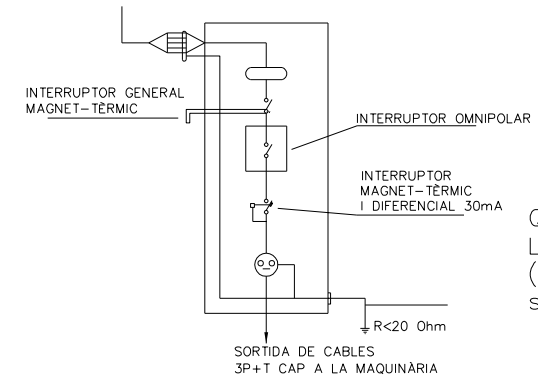 INTERRUPTOR GENERAL
MAGNET-TÈRMIC
INTERRUPTOR OMNIPOLAR
INTERRUPTOR
MAGNET-TÈRMIC
I DIFERENCIAL 30mA
R<20 Ohm
SORTIDA DE CABLES
3P+T CAP A LA MAQUINÀRIA